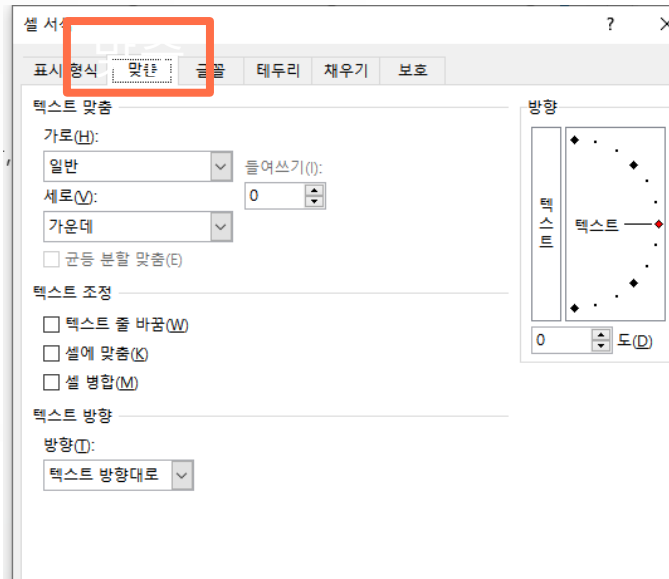 셀 서식
?
표시 형식 맞춤 글꼴 테두리 채우기 보호
텍스트 맞춤
가로(H):
일반
들여쓰기(I):
0
세로(V):
가운데
균등 분할 맞춤(E)
텍스트 조정
텍스트 줄 바꿈(W)
셀에 맞춤(K)
셀 병합(M)
텍스트 방향
방향(T):
텍스트 방향대로
방향
텍스트
텍스트
0 도(D)